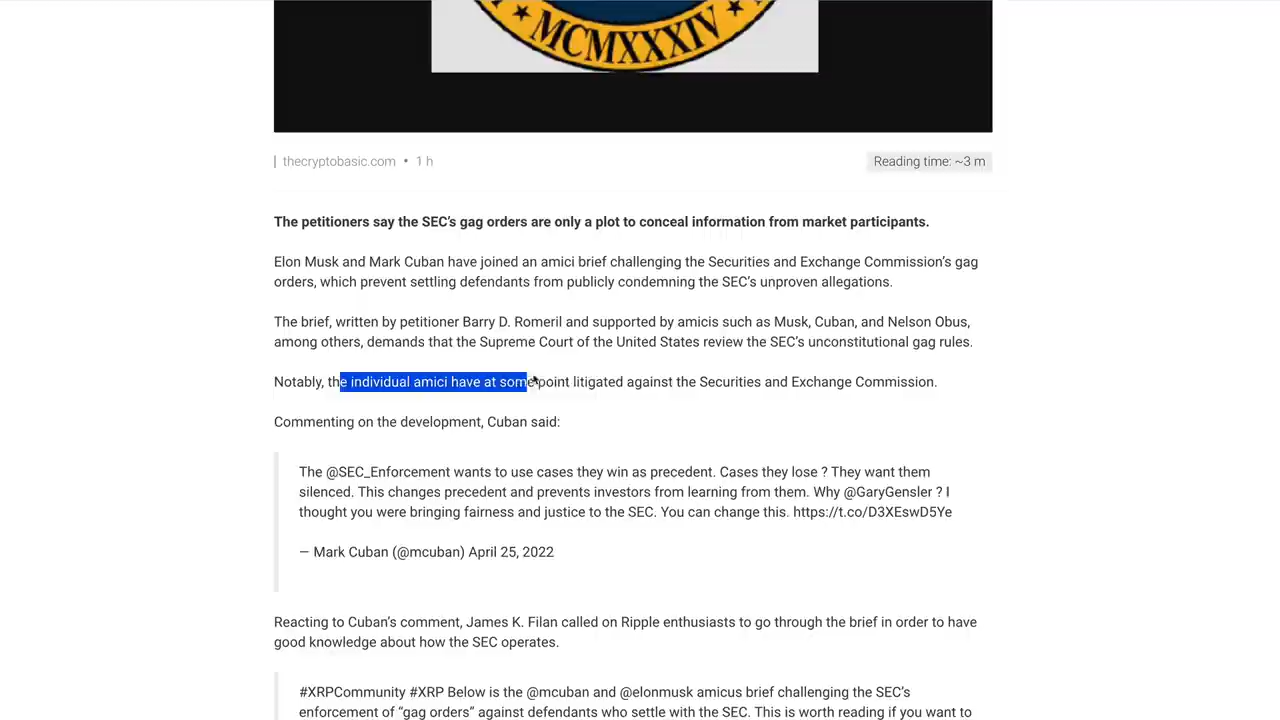 MCMXXXIV
thecryptobasic.com • 1 h
Reading time: ~3 m
The petitioners say the SEC’s gag orders are only a plot to conceal information from market participants.
Elon Musk and Mark Cuban have joined an amici brief challenging the Securities and Exchange Commission’s gag
orders, which prevent settling defendants from publicly condemning the SEC’s unproven allegations.
The brief, written by petitioner Barry D. Romeril and supported by amicis such as Musk, Cuban, and Nelson Obus,
among others, demands that the Supreme Court of the United States review the SEC’s unconstitutional gag rules.
Notably, the individual amici have at some point litigated against the Securities and Exchange Commission.
Commenting on the development, Cuban said:
The @SEC_Enforcement wants to use cases they win as precedent. Cases they lose ? They want them
silenced. This changes precedent and prevents investors from learning from them. Why @GaryGensler ? I
thought you were bringing fairness and justice to the SEC. You can change this. https://t.co/D3XEswD5Ye
— Mark Cuban (@mcuban) April 25, 2022
Reacting to Cuban’s comment, James K. Filan called on Ripple enthusiasts to go through the brief in order to have
good knowledge about how the SEC operates.
#XRPCommunity #XRP Below is the @mcuban and @elonmusk amicus brief challenging the SEC’s
enforcement of “gag orders” against defendants who settle with the SEC. This is worth reading if you want to